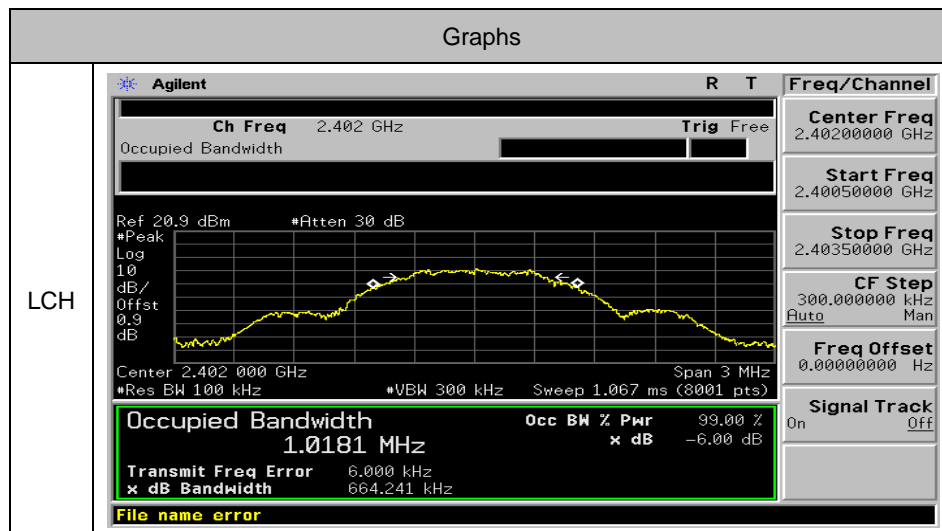 Graphs
LCH
Agilent R T Freq/Channel
Ch Freq 2.402 GHz Trig Free
Occupied Bandwidth
Center Freq
2.40200000 GHz
Start Freq
2.40050000 GHz
Stop Freq
2.40350000 GHz
CF Step
300.000000 kHz
Auto Man
Freq Offset
0.00000000 Hz
Signal Track
On Off
Ref 20.9 dBm #Atten 30 dB
#Peak
Log
10
dB/
Offst
0.9
dB
Center 2.402 000 GHz Span 3 MHz
#Res BW 100 kHz #VBW 300 kHz Sweep 1.067 ms (8001 pts)
Occupied Bandwidth Occ BW % Pwr 99.00 %
1.0181 MHz x dB -6.00 dB
Transmit Freq Error 6.000 kHz
x dB Bandwidth 664.241 kHz
File name error